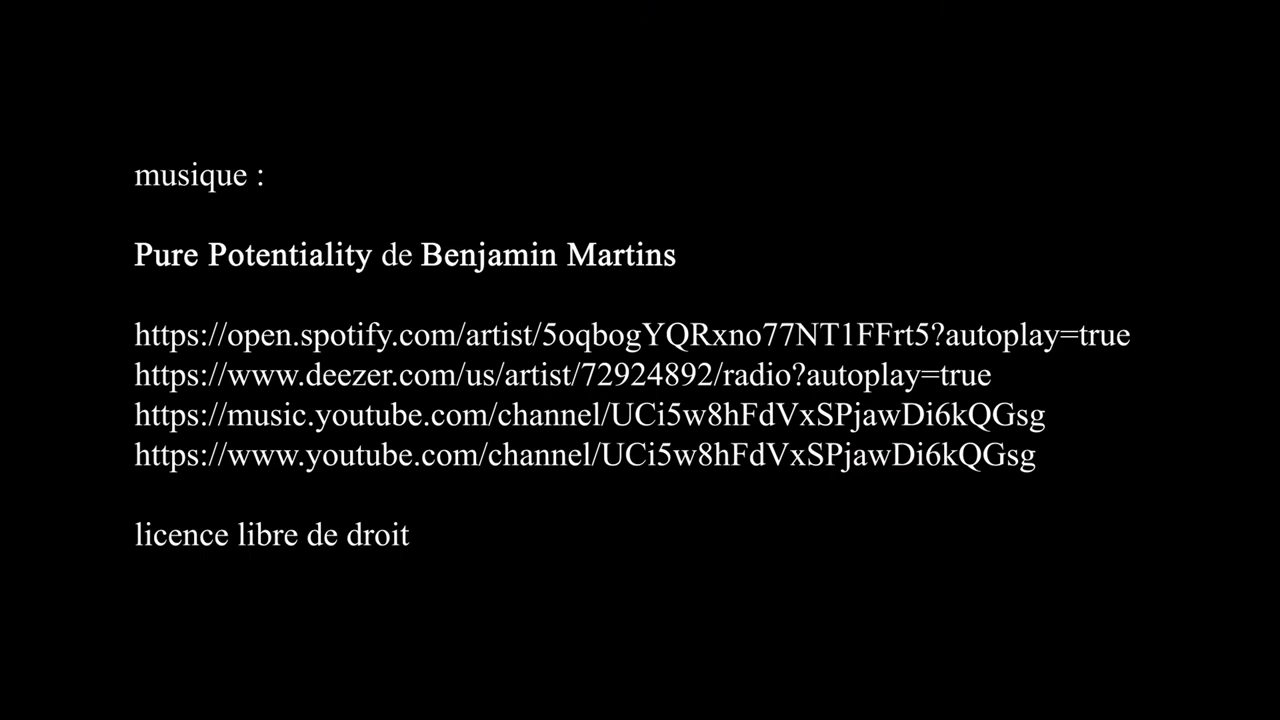 musique :
Pure Potentiality de Benjamin Martins
https://open.spotify.com/artist/5oqbogYQRxno77NT1FFrt5?autoplay=true
https://www.deezer.com/us/artist/72924892/radio?autoplay=true
https://music.youtube.com/channel/UCi5w8hFdVxSPjawDi6kQGsg
https://www.youtube.com/channel/UCi5w8hFdVxSPjawDi6kQGsg
licence libre de droit